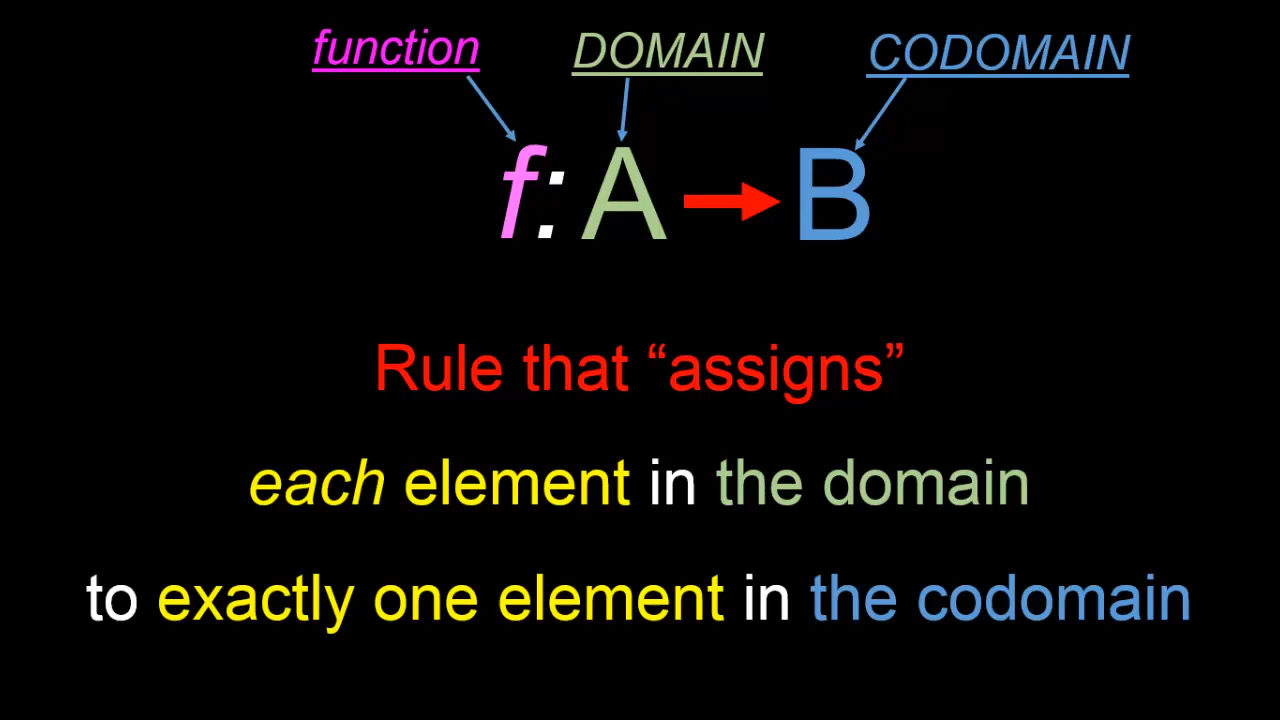 function DOMAIN CODOMAIN
f: A → B
Rule that “assigns”
each element in the domain
to exactly one element in the codomain